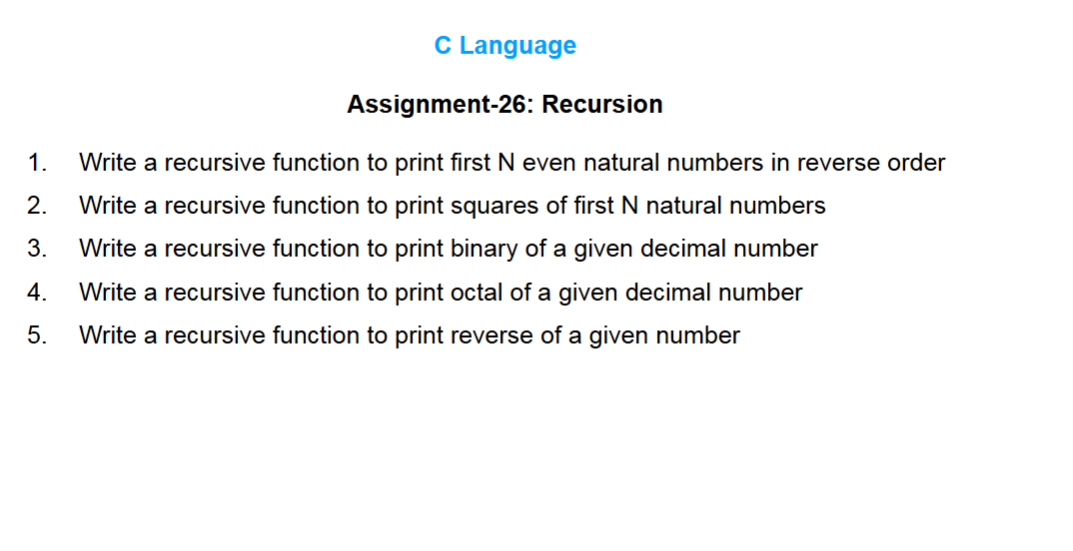 C Language
Assignment-26: Recursion
1. Write a recursive function to print first N even natural numbers in reverse order
2. Write a recursive function to print squares of first N natural numbers
3. Write a recursive function to print binary of a given decimal number
4. Write a recursive function to print octal of a given decimal number
5. Write a recursive function to print reverse of a given number